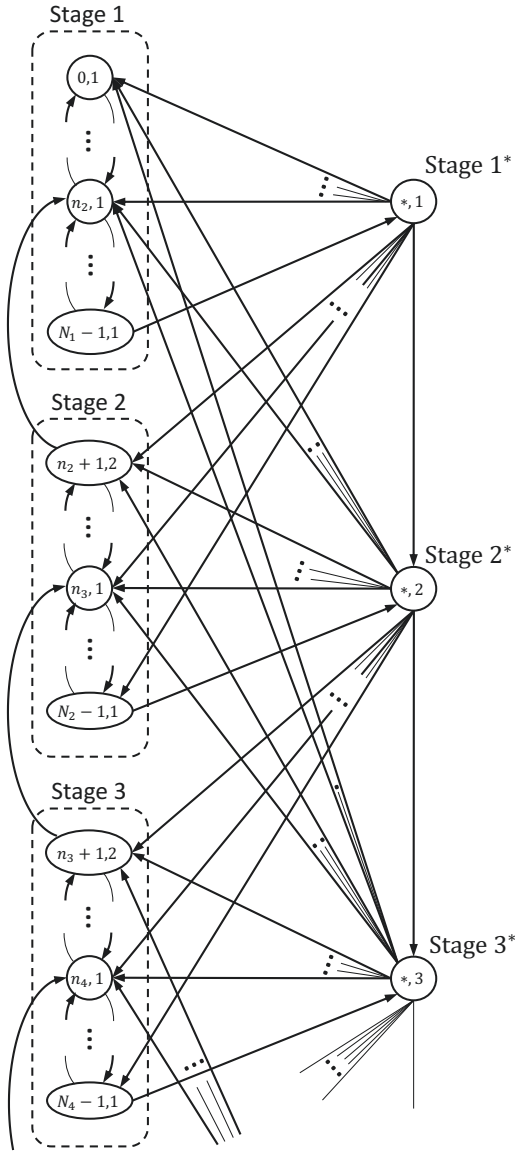 Stage 1
0,1
Stage 1*
n₂, 1
*, 1
N₁ − 1,1
Stage 2
n₂ + 1,2
Stage 2*
n₃, 1
*, 2
N₂ − 1,1
Stage 3
n₃ + 1,2
Stage 3*
n₄, 1
*, 3
N₄ − 1,1